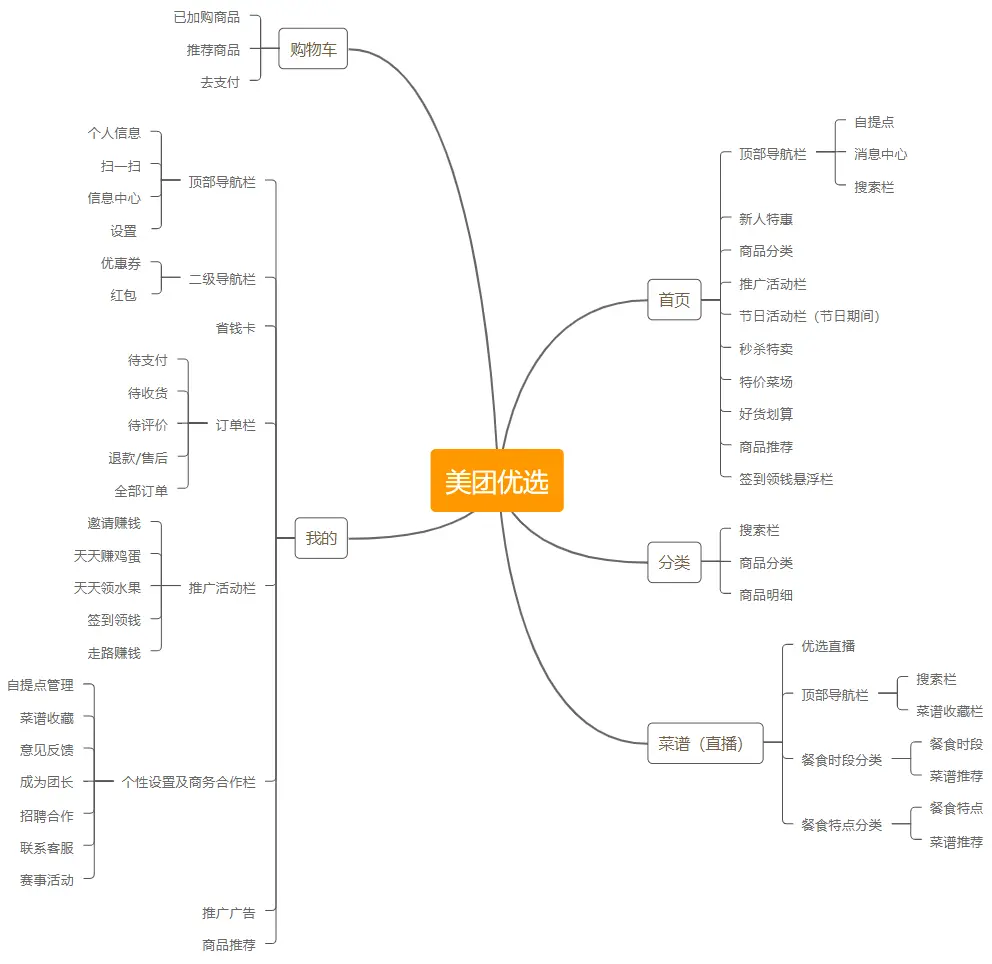 美团优选
购物车
已加购商品
推荐商品
去支付
首页
顶部导航栏
自提点
消息中心
搜索栏
新人特惠
商品分类
推广活动栏
节日活动栏（节日期间）
秒杀特卖
特价菜场
好货划算
商品推荐
签到领钱悬浮栏
分类
搜索栏
商品分类
商品明细
菜谱（直播）
优选直播
顶部导航栏
搜索栏
菜谱收藏栏
餐食时段分类
餐食时段
菜谱推荐
餐食特点分类
餐食特点
菜谱推荐
我的
顶部导航栏
个人信息
扫一扫
信息中心
设置
二级导航栏
优惠券
红包
省钱卡
订单栏
待支付
待收货
待评价
退款/售后
全部订单
推广活动栏
邀请赚钱
天天赚鸡蛋
天天领水果
签到领钱
走路赚钱
个性设置及商务合作栏
自提点管理
菜谱收藏
意见反馈
成为团长
招聘合作
联系客服
赛事活动
推广广告
商品推荐